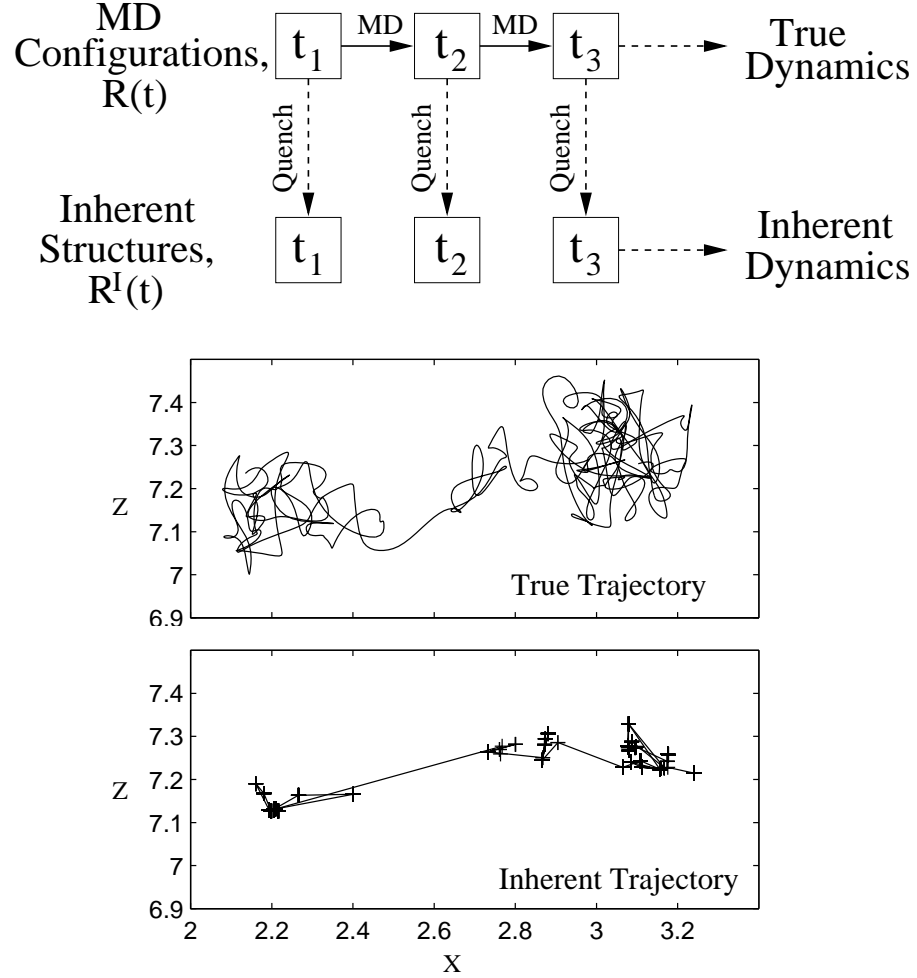 MD
Configurations,
R(t)
t1 MD t2 MD t3
True
Dynamics
Quench Quench Quench
Inherent
Structures,
R^I(t)
t1 t2 t3
Inherent
Dynamics
7.4
7.3
7.2
7.1
7
6.9
Z
True Trajectory
7.4
7.3
7.2
7.1
7
6.9
Z
Inherent Trajectory
2 2.2 2.4 2.6 2.8 3 3.2
X